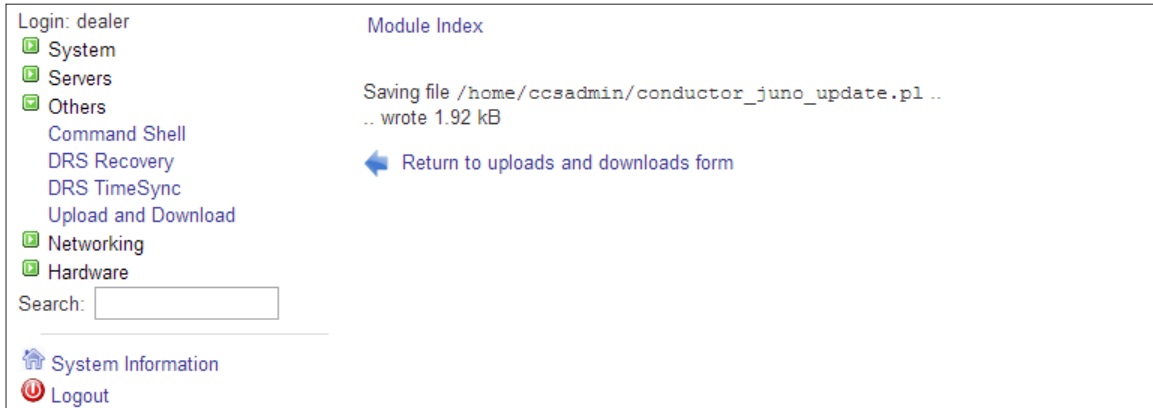 Login: dealer
System
Servers
Others
Command Shell
DRS Recovery
DRS TimeSync
Upload and Download
Networking
Hardware
Search:
System Information
Logout
Module Index
Saving file /home/ccsadmin/conductor_juno_update.pl ..
.. wrote 1.92 kB
Return to uploads and downloads form